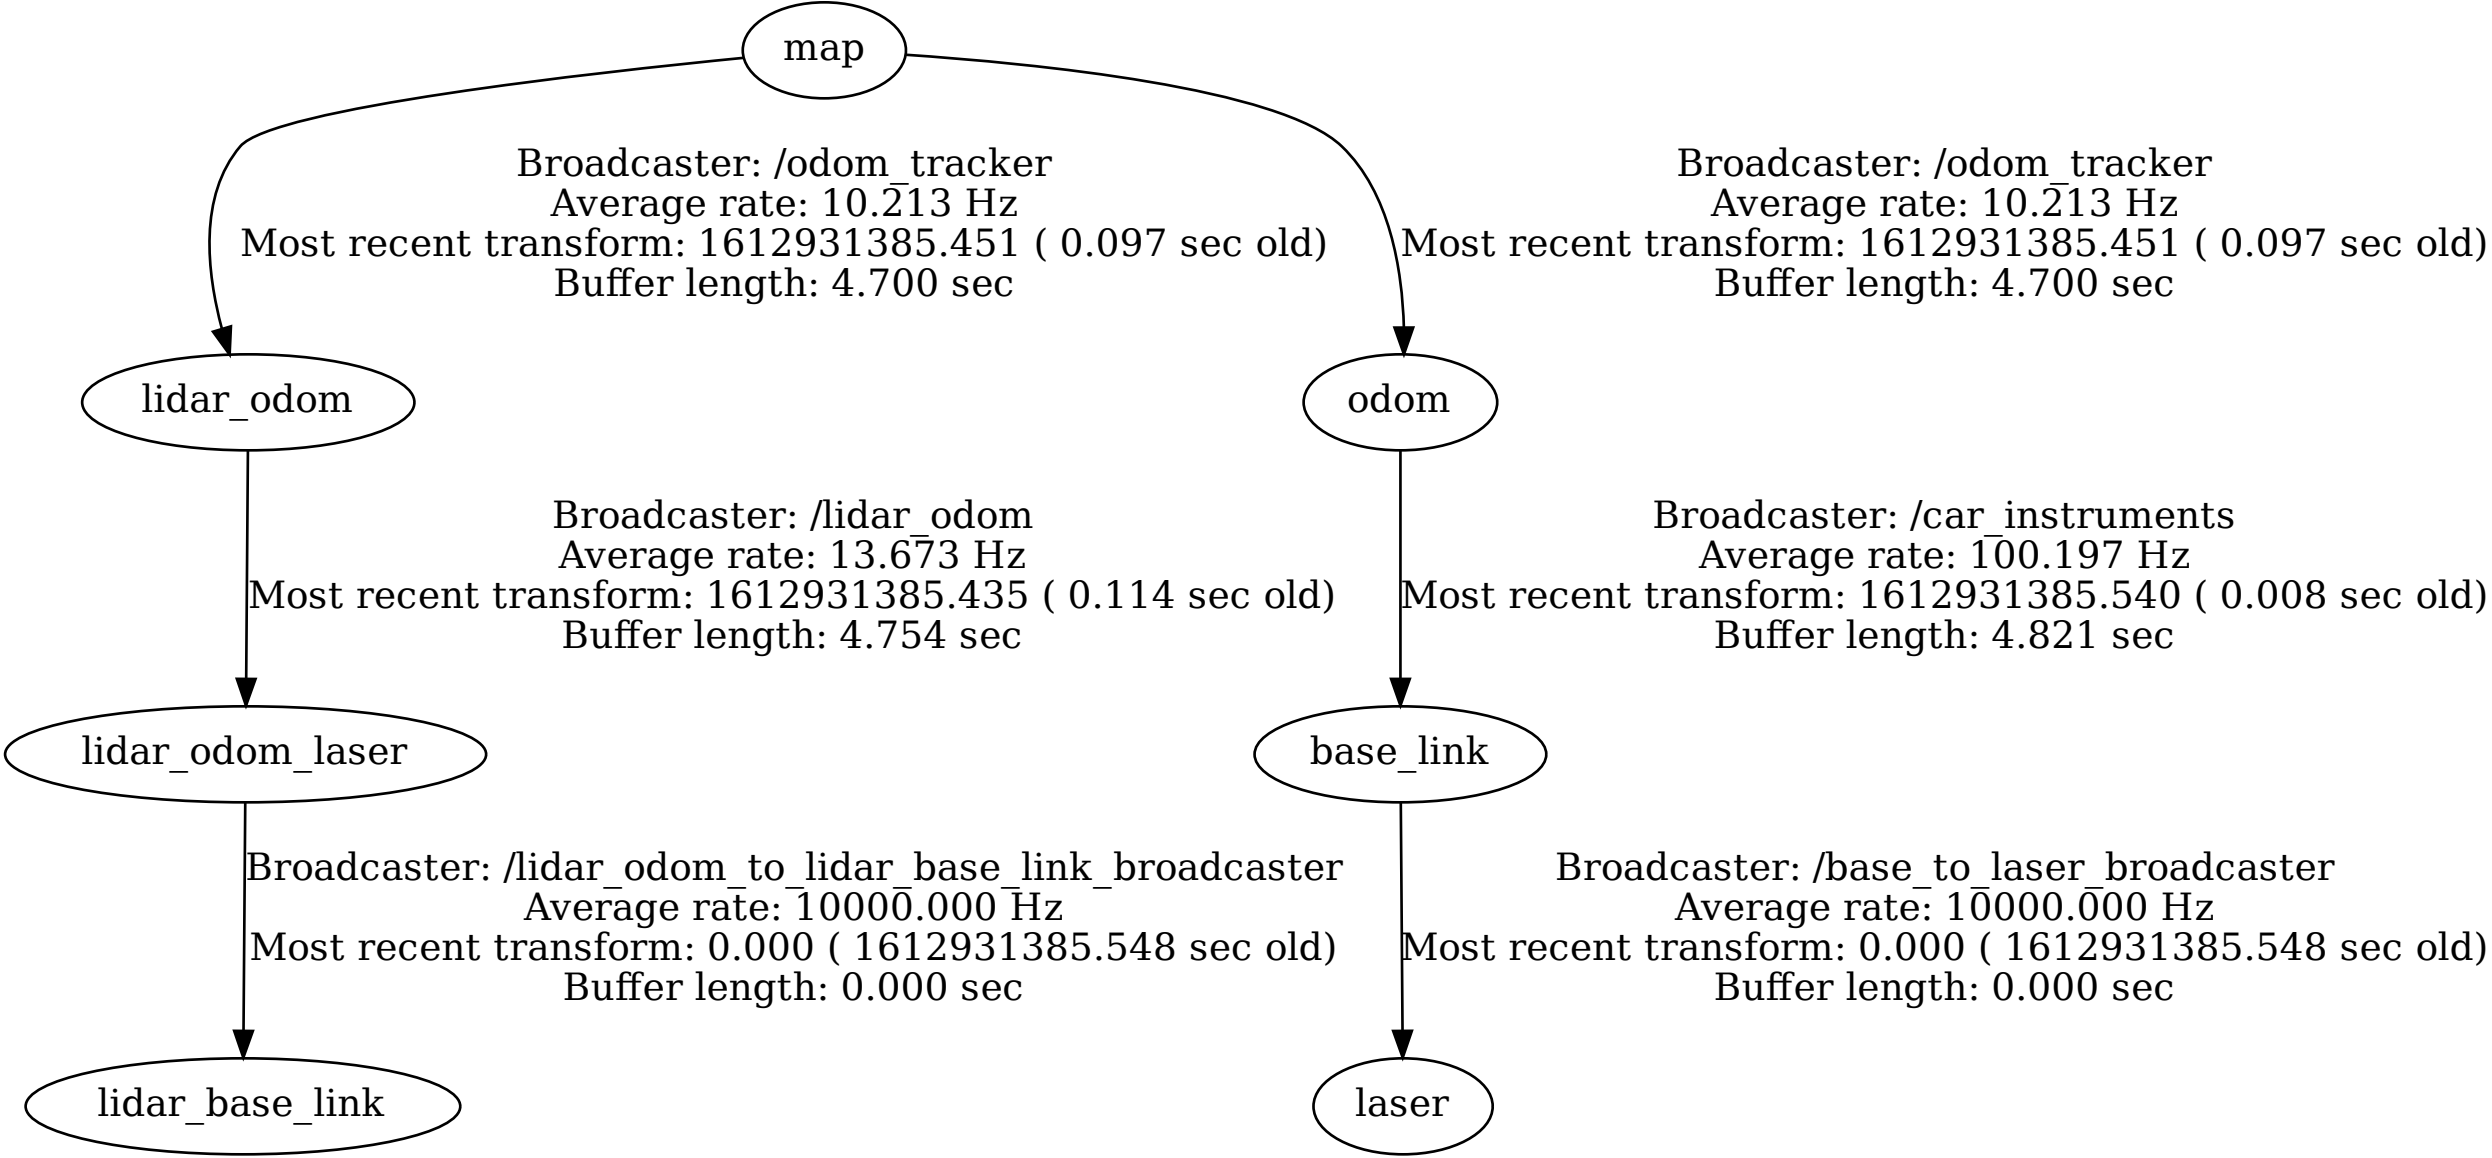 map
Broadcaster: /odom_tracker
Average rate: 10.213 Hz
Most recent transform: 1612931385.451 ( 0.097 sec old)
Buffer length: 4.700 sec
Broadcaster: /odom_tracker
Average rate: 10.213 Hz
Most recent transform: 1612931385.451 ( 0.097 sec old)
Buffer length: 4.700 sec
lidar_odom
odom
Broadcaster: /lidar_odom
Average rate: 13.673 Hz
Most recent transform: 1612931385.435 ( 0.114 sec old)
Buffer length: 4.754 sec
Broadcaster: /car_instruments
Average rate: 100.197 Hz
Most recent transform: 1612931385.540 ( 0.008 sec old)
Buffer length: 4.821 sec
lidar_odom_laser
base_link
Broadcaster: /lidar_odom_to_lidar_base_link_broadcaster
Average rate: 10000.000 Hz
Most recent transform: 0.000 ( 1612931385.548 sec old)
Buffer length: 0.000 sec
Broadcaster: /base_to_laser_broadcaster
Average rate: 10000.000 Hz
Most recent transform: 0.000 ( 1612931385.548 sec old)
Buffer length: 0.000 sec
lidar_base_link
laser